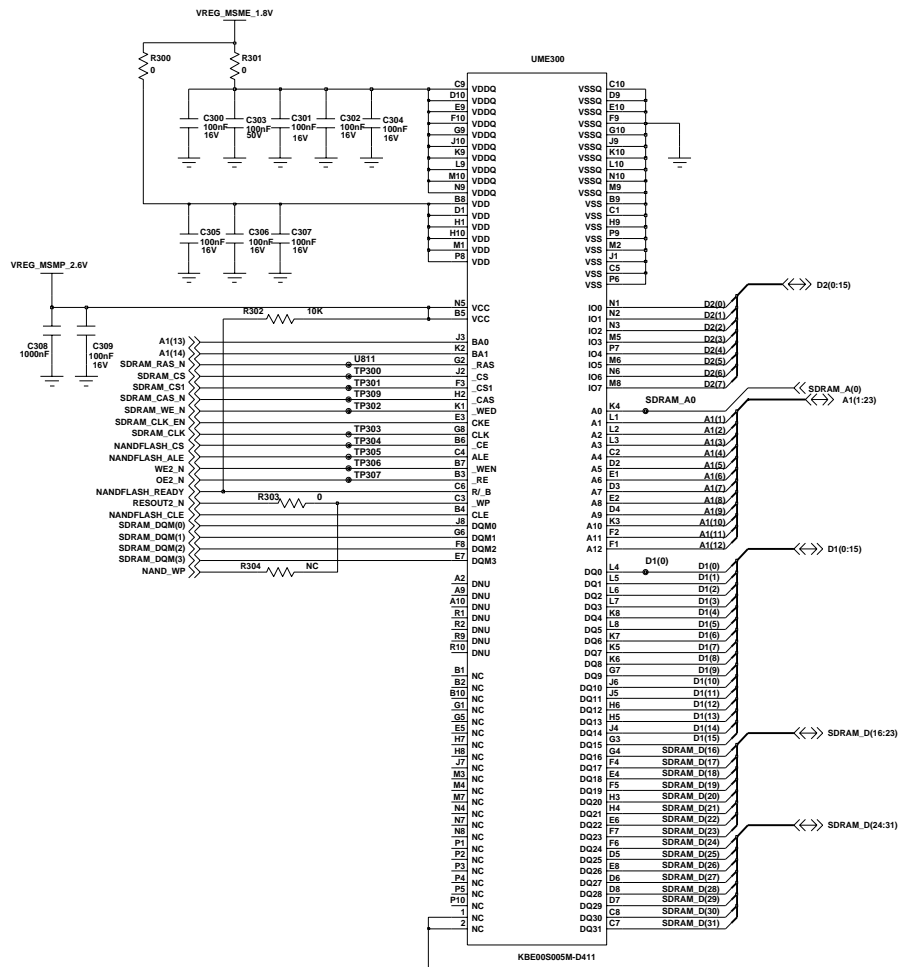 VREG_MSME_1.8V
R300
0
R301
0
UME300
C300
100nF
16V
C303
100nF
50V
C301
100nF
16V
C302
100nF
16V
C304
100nF
16V
C305
100nF
16V
C306
100nF
16V
C307
100nF
16V
VREG_MSMP_2.6V
C308
1000nF
C309
100nF
16V
R302 10K
C9 VDDQ
D10 VDDQ
E9 VDDQ
F10 VDDQ
G9 VDDQ
J10 VDDQ
K9 VDDQ
L9 VDDQ
M10 VDDQ
N9 VDDQ
B8 VDD
D1 VDD
H1 VDD
H10 VDD
M1 VDD
P8 VDD
N5 VCC
B5 VCC
A1(13) J3 BA0
A1(14) K2 BA1
SDRAM_RAS_N U811 G2 _RAS
SDRAM_CS TP300 J2 _CS
SDRAM_CS1 TP301 F3 _CS1
SDRAM_CAS_N TP309 H2 _CAS
SDRAM_WE_N TP302 K1 _WED
SDRAM_CLK_EN E3 CKE
SDRAM_CLK TP303 G8 CLK
NANDFLASH_CS TP304 B6 _CE
NANDFLASH_ALE TP305 C4 ALE
WE2_N TP306 B7 _WEN
OE2_N TP307 B3 _RE
NANDFLASH_READY C6 R/_B
RESOUT2_N R303 0 C3 _WP
NANDFLASH_CLE B4 CLE
SDRAM_DQM(0) J8 DQM0
SDRAM_DQM(1) G6 DQM1
SDRAM_DQM(2) F8 DQM2
SDRAM_DQM(3) E7 DQM3
NAND_WP R304 NC
A2 DNU
A9 DNU
A10 DNU
R1 DNU
R2 DNU
R9 DNU
R10 DNU
B1 NC
B2 NC
B10 NC
G1 NC
G5 NC
E5 NC
H7 NC
H8 NC
J7 NC
M3 NC
M4 NC
M7 NC
N4 NC
N7 NC
N8 NC
P1 NC
P2 NC
P3 NC
P4 NC
P5 NC
P10 NC
1 NC
2 NC
VSSQ C10
VSSQ D9
VSSQ E10
VSSQ F9
VSSQ G10
VSSQ J9
VSSQ K10
VSSQ L10
VSSQ N10
VSSQ M9
VSS B9
VSS C1
VSS H9
VSS P9
VSS M2
VSS J1
VSS C5
VSS P6
IO0 N1 D2(0)
IO1 N2 D2(1)
IO2 N3 D2(2)
IO3 M5 D2(3)
IO4 P7 D2(4)
IO5 M6 D2(5)
IO6 N6 D2(6)
IO7 M8 D2(7)
D2(0:15)
A0 K4 SDRAM_A0
SDRAM_A(0)
A1(1:23)
A1 L1 A1(1)
A2 L2 A1(2)
A3 L3 A1(3)
A4 C2 A1(4)
A5 D2 A1(5)
A6 E1 A1(6)
A7 D3 A1(7)
A8 E2 A1(8)
A9 D4 A1(9)
A10 K3 A1(10)
A11 F2 A1(11)
A12 F1 A1(12)
D1(0:15)
D1(0)
DQ0 L4 D1(0)
DQ1 L5 D1(1)
DQ2 L6 D1(2)
DQ3 L7 D1(3)
DQ4 K8 D1(4)
DQ5 L8 D1(5)
DQ6 K7 D1(6)
DQ7 K5 D1(7)
DQ8 K6 D1(8)
DQ9 G7 D1(9)
DQ10 J6 D1(10)
DQ11 J5 D1(11)
DQ12 H6 D1(12)
DQ13 H5 D1(13)
DQ14 J4 D1(14)
DQ15 G3 D1(15)
DQ16 G4 SDRAM_D(16)
DQ17 F4 SDRAM_D(17)
DQ18 E4 SDRAM_D(18)
DQ19 F5 SDRAM_D(19)
DQ20 H3 SDRAM_D(20)
DQ21 H4 SDRAM_D(21)
DQ22 E6 SDRAM_D(22)
DQ23 F7 SDRAM_D(23)
DQ24 F6 SDRAM_D(24)
DQ25 D5 SDRAM_D(25)
DQ26 E8 SDRAM_D(26)
DQ27 D6 SDRAM_D(27)
DQ28 D8 SDRAM_D(28)
DQ29 D7 SDRAM_D(29)
DQ30 C8 SDRAM_D(30)
DQ31 C7 SDRAM_D(31)
SDRAM_D(16:23)
SDRAM_D(24:31)
KBE00S005M-D411